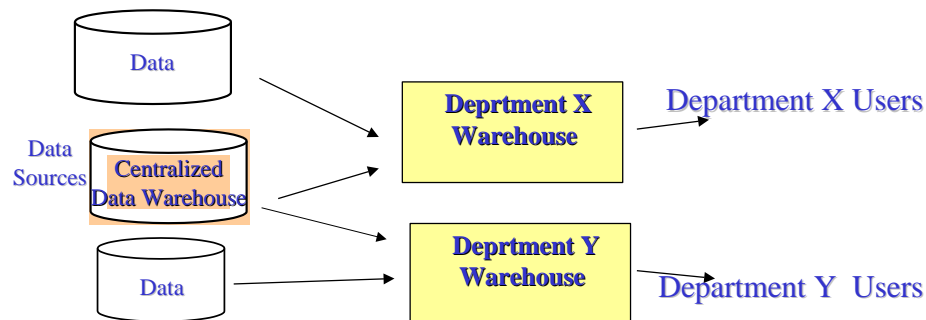 Data
Data
Sources
Centralized
Data Warehouse
Data
Deprtment X
Warehouse
Deprtment Y
Warehouse
Department X Users
Department Y Users